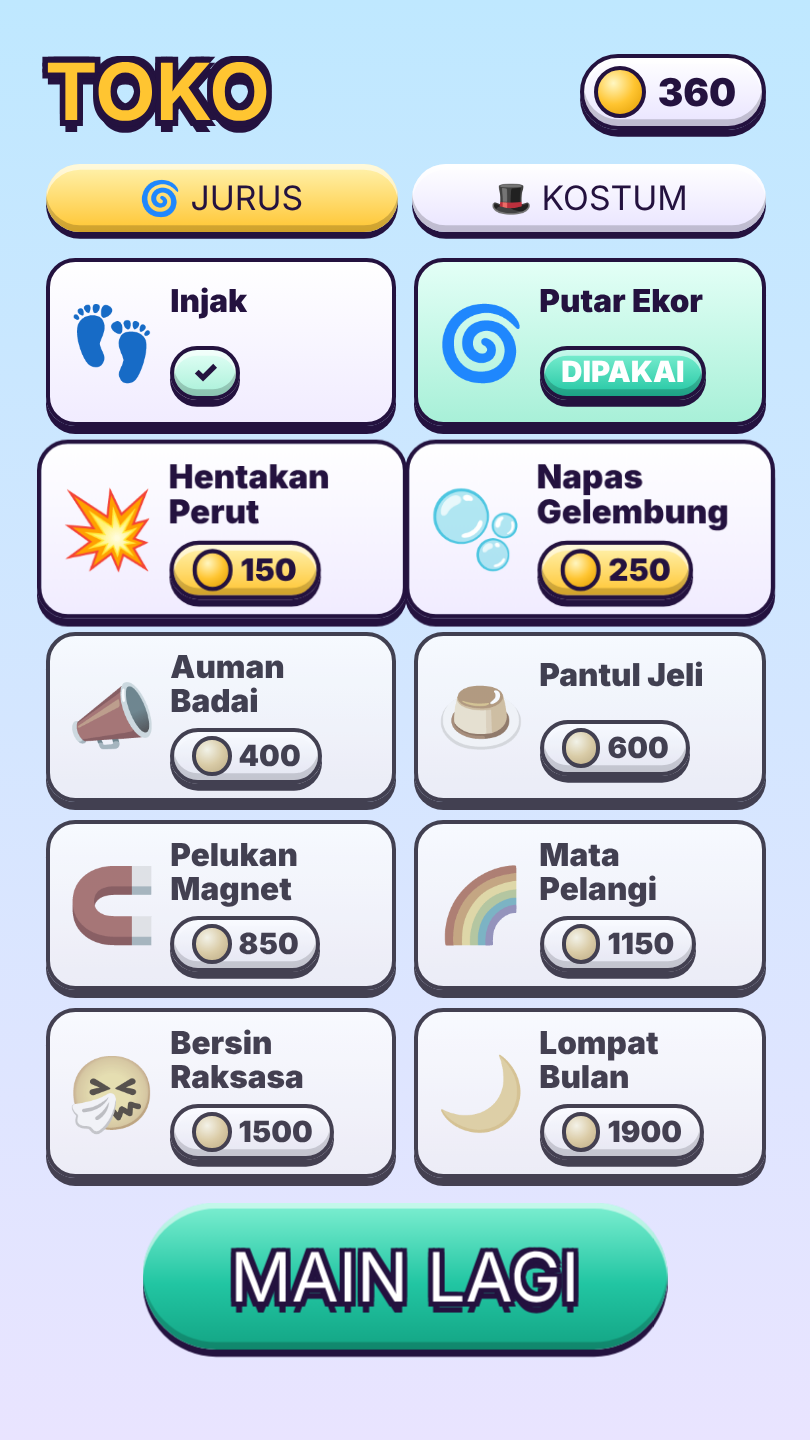 TOKO
360
🌀 JURUS
🎩 KOSTUM
Injak
✓
Putar Ekor
DIPAKAI
Hentakan
Perut
150
Napas
Gelembung
250
Auman
Badai
400
Pantul Jeli
600
Pelukan
Magnet
850
Mata
Pelangi
1150
Bersin
Raksasa
1500
Lompat
Bulan
1900
MAIN LAGI